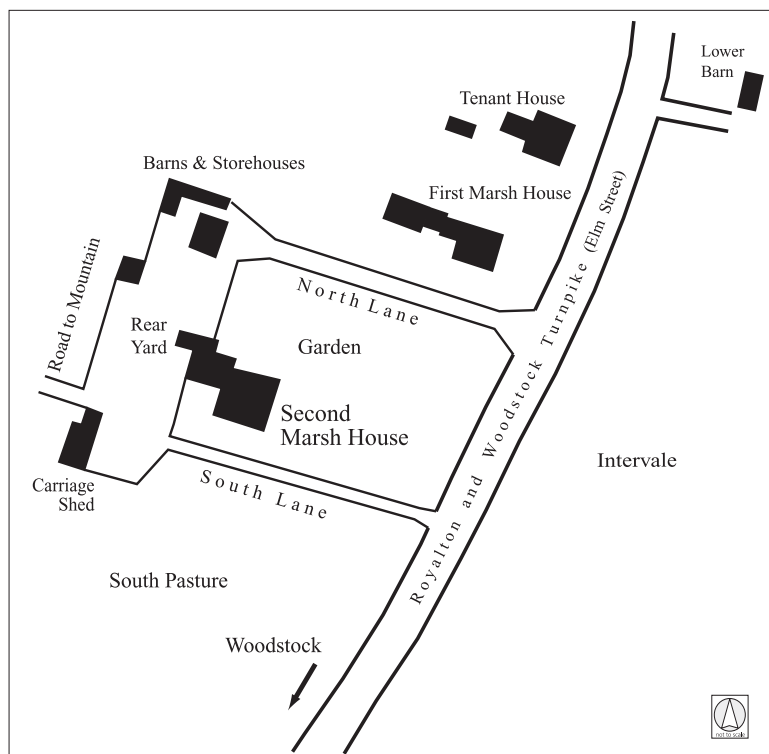 Lower
Barn
Tenant House
Barns & Storehouses
First Marsh House
Road to Mountain
North Lane
Royalton and Woodstock Turnpike (Elm Street)
Rear
Yard
Garden
Second
Marsh House
Intervale
South Lane
Carriage
Shed
South Pasture
Woodstock
not to scale